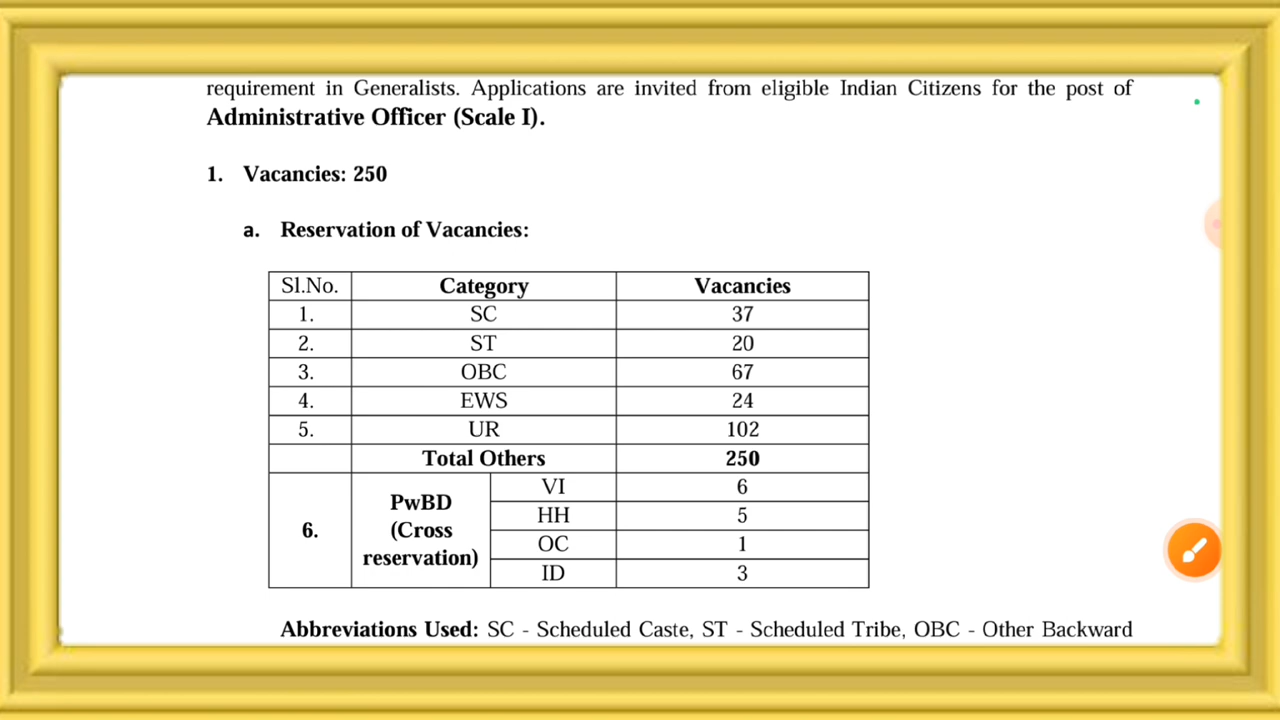 requirement in Generalists. Applications are invited from eligible Indian Citizens for the post of
Administrative Officer (Scale I).
1. Vacancies: 250
a. Reservation of Vacancies:
Sl.No. Category Vacancies
1. SC 37
2. ST 20
3. OBC 67
4. EWS 24
5. UR 102
Total Others 250
6. PwBD (Cross reservation) VI 6
HH 5
OC 1
ID 3
Abbreviations Used: SC - Scheduled Caste, ST - Scheduled Tribe, OBC - Other Backward